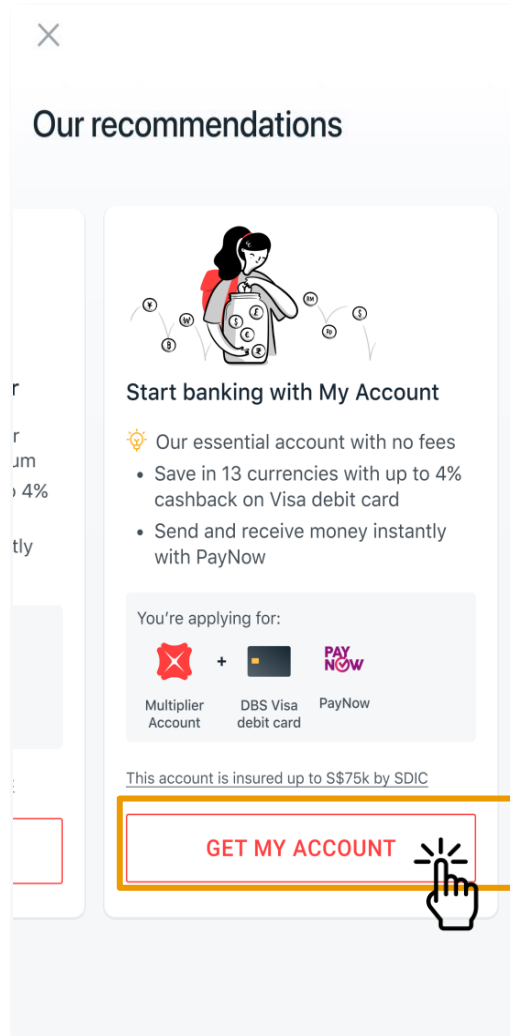 Our recommendations
r
r
um
4%
tly
Start banking with My Account
Our essential account with no fees
• Save in 13 currencies with up to 4%
cashback on Visa debit card
• Send and receive money instantly
with PayNow
You’re applying for:
+
PAY
NOW
Multiplier
Account
DBS Visa
debit card
PayNow
This account is insured up to S$75k by SDIC
GET MY ACCOUNT